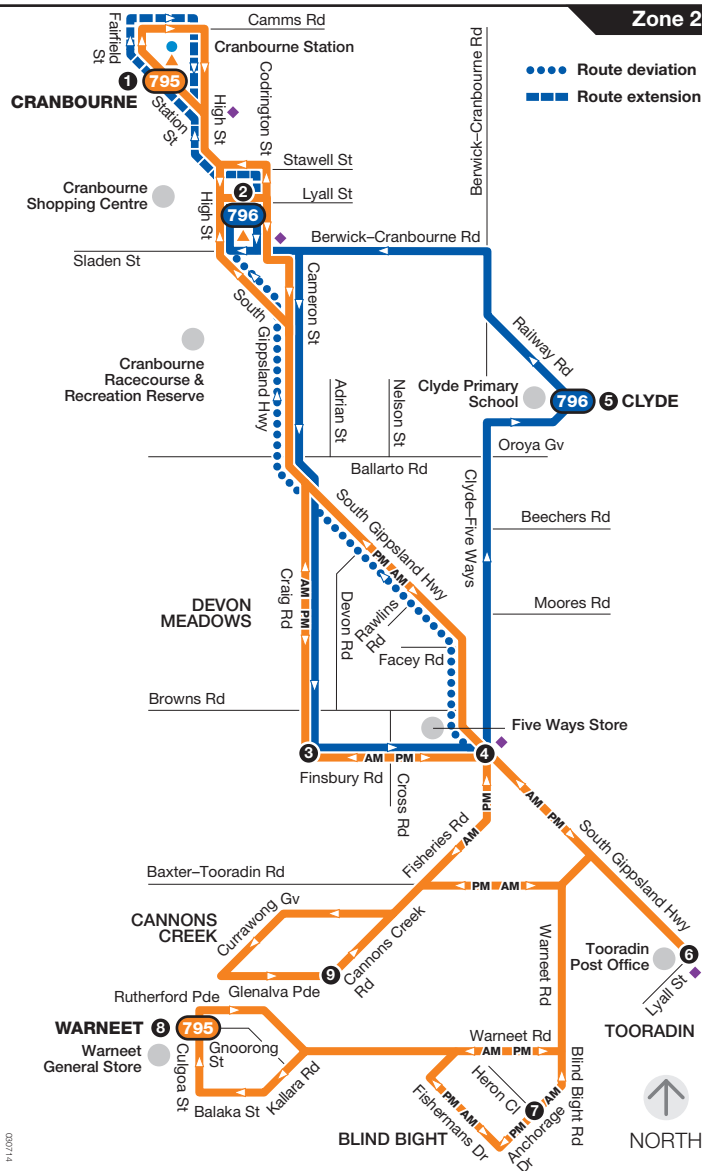 Zone 2
Camms Rd
Fairfield
St
Cranbourne Station
Route deviation
Route extension
1
795
CRANBOURNE
Station
St
High St
Codrington St
Berwick–Cranbourne Rd
Stawell St
Cranbourne
Shopping Centre
2
Lyall St
High St
796
Berwick–Cranbourne Rd
Sladen St
South
Gippsland Hwy
Cameron St
Railway Rd
Cranbourne
Racecourse &
Recreation Reserve
Adrian St
Nelson St
Clyde Primary
School
796
5
CLYDE
Oroya Gv
Ballarto Rd
South Gippsland Hwy
Clyde–Five Ways
Beechers Rd
PM AM
AM PM
Craig Rd
DEVON
MEADOWS
Devon Rd
Rawlins
Rd
Moores Rd
Facey Rd
Browns Rd
Five Ways Store
3
4
AM PM
Finsbury Rd
Cross Rd
PM AM
AM PM
South Gippsland Hwy
Fisheries Rd
Baxter–Tooradin Rd
PM AM
CANNONS
CREEK
Currawong Gv
Cannons Creek
Rd
9
Glenalva Pde
Warneet Rd
Tooradin
Post Office
6
Lyall St
TOORADIN
Rutherford Pde
WARNEET
8
795
Warneet
General Store
Gnoorong
St
Culgoa St
Balaka St
Kallara Rd
Warneet Rd
AM PM
Blind Bight Rd
Heron Cl
7
PM AM
PM AM
Anchorage
Dr
Fishermans Dr
BLIND BIGHT
NORTH
030714